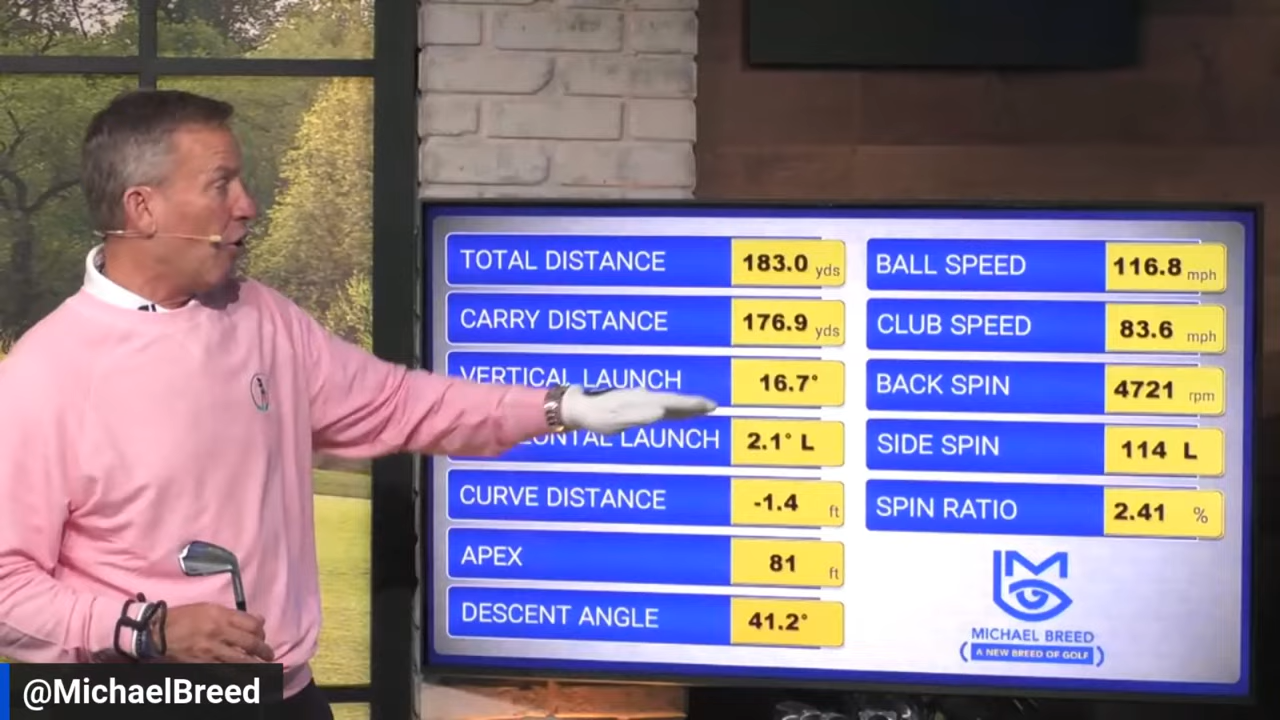 TOTAL DISTANCE 183.0 yds
CARRY DISTANCE 176.9 yds
VERTICAL LAUNCH 16.7°
LAUNCH 2.1° L
CURVE DISTANCE -1.4 ft
APEX 81 ft
DESCENT ANGLE 41.2°
BALL SPEED 116.8 mph
CLUB SPEED 83.6 mph
BACK SPIN 4721 rpm
SIDE SPIN 114 L
SPIN RATIO 2.41 %
MICHAEL BREED
(A NEW BREED OF GOLF)
@MichaelBreed